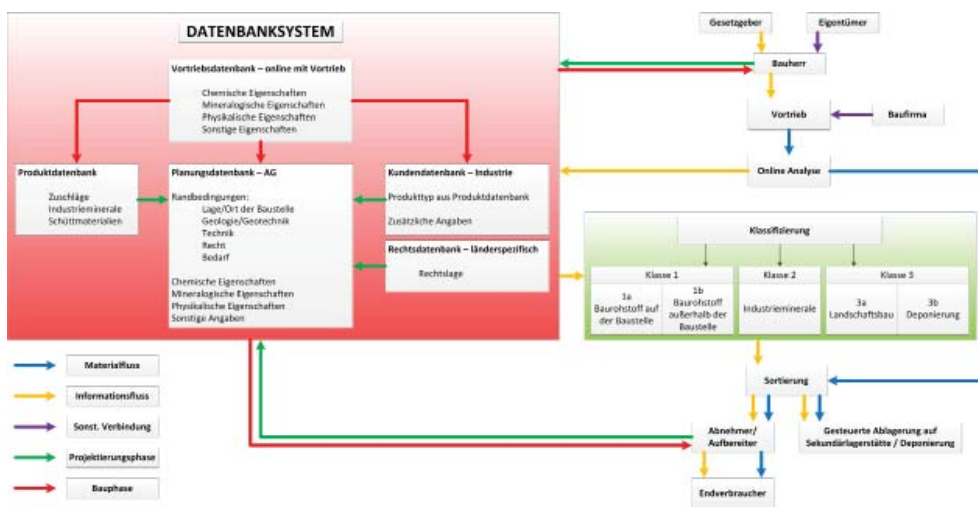 DATENBANKSYSTEM
Vortriebsdatenbank – online mit Vortrieb
Chemische Eigenschaften
Mineralogische Eigenschaften
Physikalische Eigenschaften
Sonstige Eigenschaften
Produktdatenbank
Zuschläge
Industrieminerale
Schüttmaterialien
Planungsdatenbank – AG
Randbedingungen:
Lage/Ort der Baustelle
Geologie/Geotechnik
Technik
Recht
Bedarf
Chemische Eigenschaften
Mineralogische Eigenschaften
Physikalische Eigenschaften
Sonstige Angaben
Kundendatenbank – Industrie
Produkttyp aus Produktdatenbank
Zusätzliche Angaben
Rechtsdatenbank – länderspezifisch
Rechtslage
Gesetzgeber
Eigentümer
Bauherr
Vortrieb
Baufirma
Online Analyse
Klassifizierung
Klasse 1
Klasse 2
Klasse 3
1a
Baurohstoff auf
der Baustelle
1b
Baurohstoff
außerhalb der
Baustelle
Industrieminerale
3a
Landschaftsbau
3b
Deponierung
Sortierung
Abnehmer/
Aufbereiter
Gesteuerte Ablagerung auf
Sekundärlagerstätte / Deponierung
Endverbraucher
Materialfluss
Informationsfluss
Sonst. Verbindung
Projektierungsphase
Bauphase